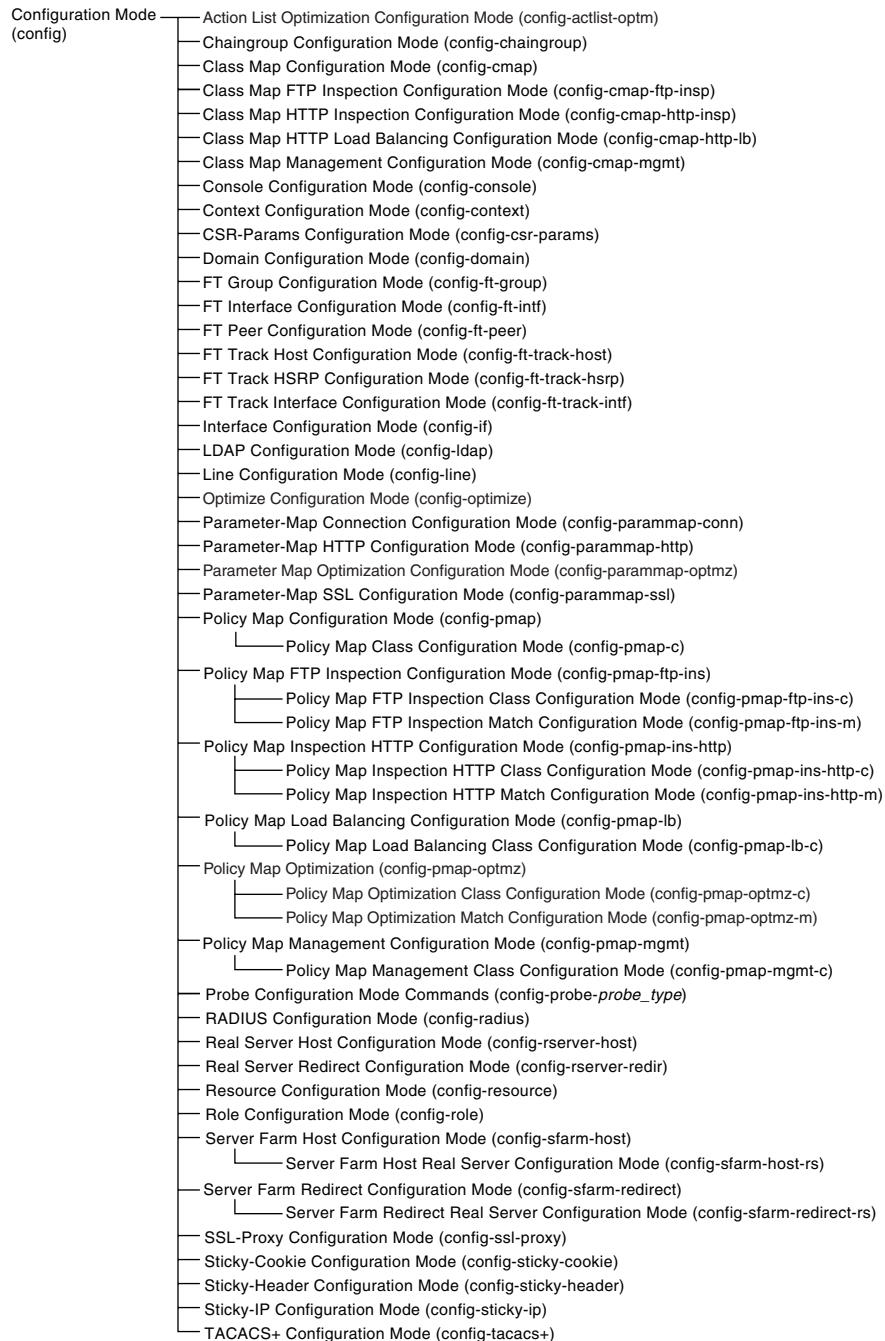 Configuration Mode
(config)
Action List Optimization Configuration Mode (config-actlist-optm)
Chaingroup Configuration Mode (config-chaingroup)
Class Map Configuration Mode (config-cmap)
Class Map FTP Inspection Configuration Mode (config-cmap-ftp-insp)
Class Map HTTP Inspection Configuration Mode (config-cmap-http-insp)
Class Map HTTP Load Balancing Configuration Mode (config-cmap-http-lb)
Class Map Management Configuration Mode (config-cmap-mgmt)
Console Configuration Mode (config-console)
Context Configuration Mode (config-context)
CSR-Params Configuration Mode (config-csr-params)
Domain Configuration Mode (config-domain)
FT Group Configuration Mode (config-ft-group)
FT Interface Configuration Mode (config-ft-intf)
FT Peer Configuration Mode (config-ft-peer)
FT Track Host Configuration Mode (config-ft-track-host)
FT Track HSRP Configuration Mode (config-ft-track-hsrp)
FT Track Interface Configuration Mode (config-ft-track-intf)
Interface Configuration Mode (config-if)
LDAP Configuration Mode (config-ldap)
Line Configuration Mode (config-line)
Optimize Configuration Mode (config-optimize)
Parameter-Map Connection Configuration Mode (config-parammap-conn)
Parameter-Map HTTP Configuration Mode (config-parammap-http)
Parameter Map Optimization Configuration Mode (config-parammap-optmz)
Parameter-Map SSL Configuration Mode (config-parammap-ssl)
Policy Map Configuration Mode (config-pmap)
Policy Map Class Configuration Mode (config-pmap-c)
Policy Map FTP Inspection Configuration Mode (config-pmap-ftp-ins)
Policy Map FTP Inspection Class Configuration Mode (config-pmap-ftp-ins-c)
Policy Map FTP Inspection Match Configuration Mode (config-pmap-ftp-ins-m)
Policy Map Inspection HTTP Configuration Mode (config-pmap-ins-http)
Policy Map Inspection HTTP Class Configuration Mode (config-pmap-ins-http-c)
Policy Map Inspection HTTP Match Configuration Mode (config-pmap-ins-http-m)
Policy Map Load Balancing Configuration Mode (config-pmap-lb)
Policy Map Load Balancing Class Configuration Mode (config-pmap-lb-c)
Policy Map Optimization (config-pmap-optmz)
Policy Map Optimization Class Configuration Mode (config-pmap-optmz-c)
Policy Map Optimization Match Configuration Mode (config-pmap-optmz-m)
Policy Map Management Configuration Mode (config-pmap-mgmt)
Policy Map Management Class Configuration Mode (config-pmap-mgmt-c)
Probe Configuration Mode Commands (config-probe-probe_type)
RADIUS Configuration Mode (config-radius)
Real Server Host Configuration Mode (config-rserver-host)
Real Server Redirect Configuration Mode (config-rserver-redir)
Resource Configuration Mode (config-resource)
Role Configuration Mode (config-role)
Server Farm Host Configuration Mode (config-sfarm-host)
Server Farm Host Real Server Configuration Mode (config-sfarm-host-rs)
Server Farm Redirect Configuration Mode (config-sfarm-redirect)
Server Farm Redirect Real Server Configuration Mode (config-sfarm-redirect-rs)
SSL-Proxy Configuration Mode (config-ssl-proxy)
Sticky-Cookie Configuration Mode (config-sticky-cookie)
Sticky-Header Configuration Mode (config-sticky-header)
Sticky-IP Configuration Mode (config-sticky-ip)
TACACS+ Configuration Mode (config-tacacs+)